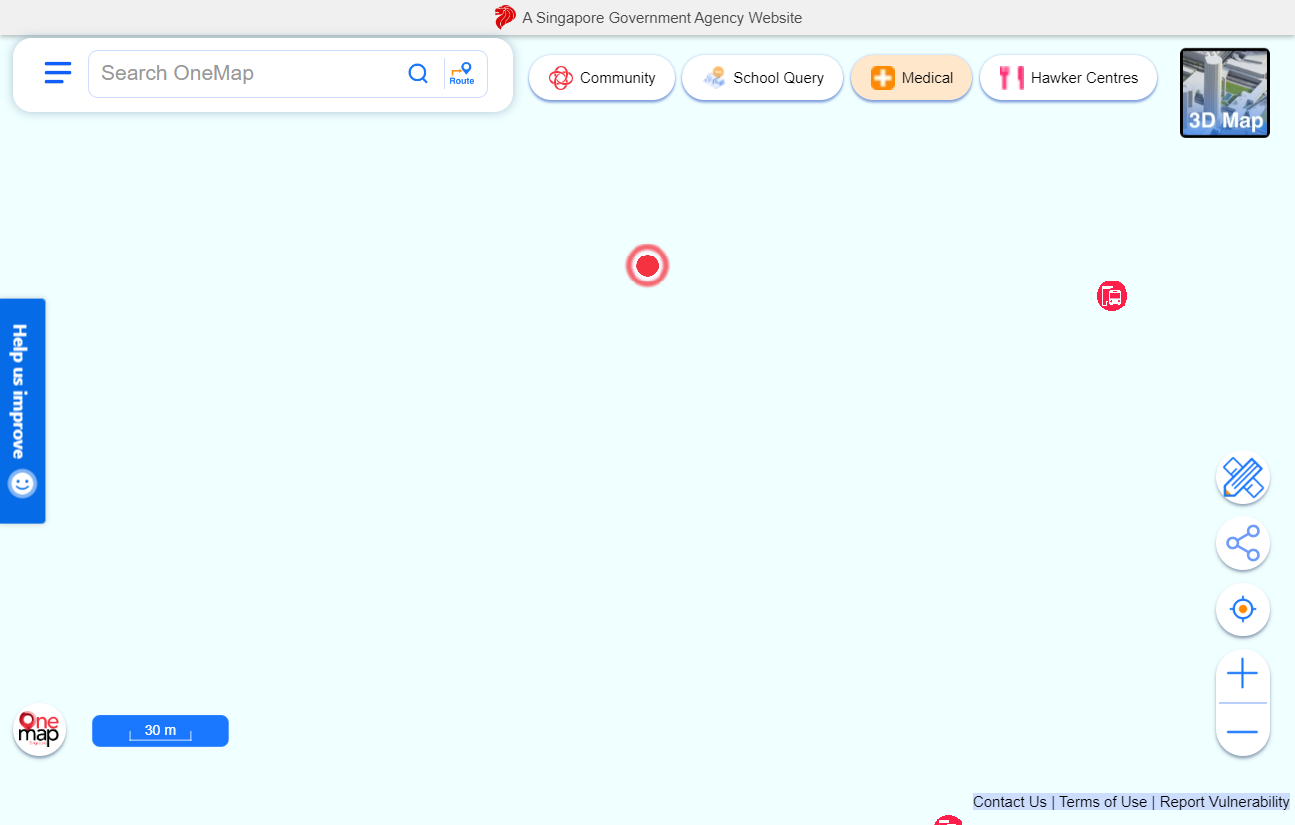 A Singapore Government Agency Website
Search OneMap
Route
Community
School Query
Medical
Hawker Centres
3D Map
Help us improve
One
map
30 m
Contact Us | Terms of Use | Report Vulnerability